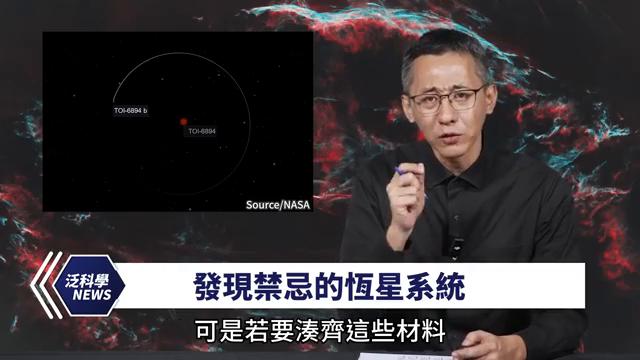 TOI-6894 b
TOI-6894
Source/NASA
泛科學
NEWS
發現禁忌的恆星系統
可是若要湊齊這些材料